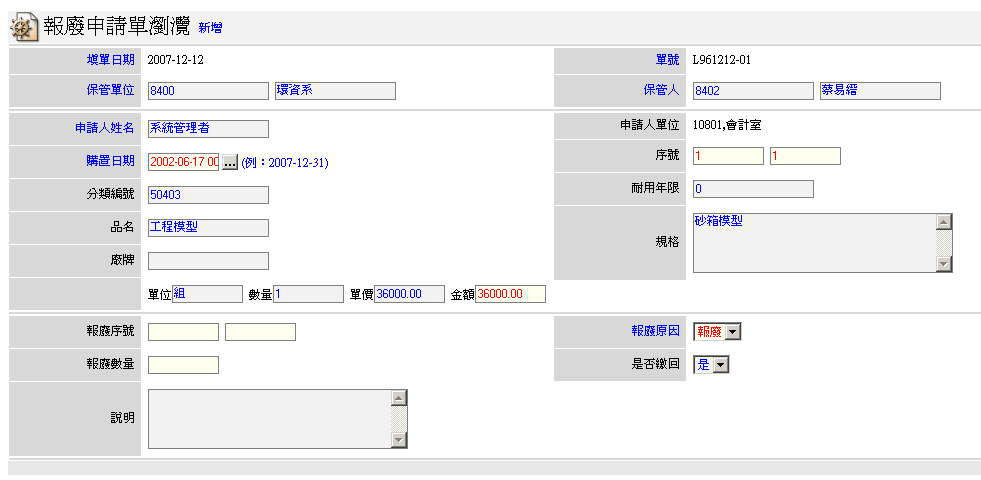 報廢申請單瀏覽 新增
填單日期 2007-12-12 單號 L961212-01
保管單位 8400 環資系 保管人 8402 蔡易縉
申請人姓名 系統管理者 申請人單位 10801,會計室
購置日期 2002-06-17 00 ... (例：2007-12-31) 序號 1 1
分類編號 50403 耐用年限 0
品名 工程模型 規格 砂箱模型
廠牌
單位 組 數量 1 單價 36000.00 金額 36000.00
報廢序號 報廢原因 報廢
報廢數量 是否繳回 是
說明